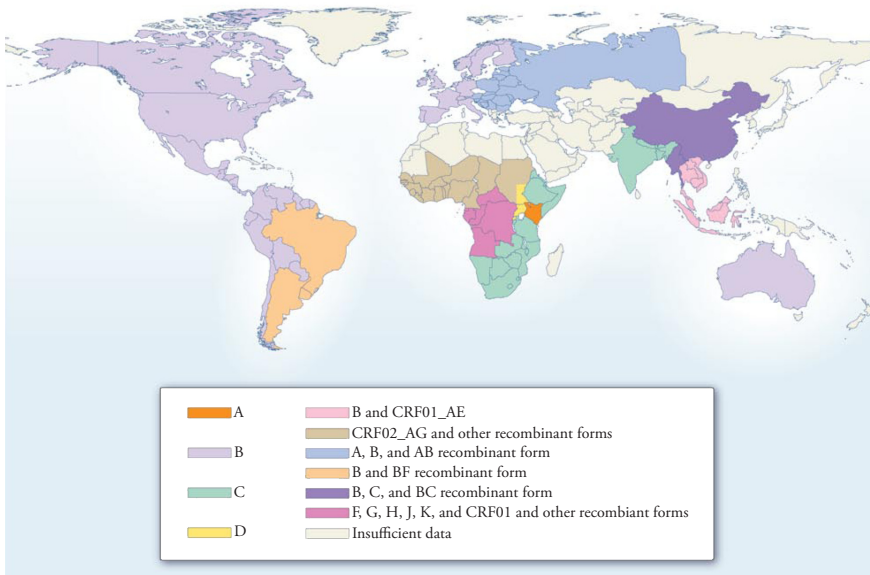 A
B and CRF01_AE
CRF02_AG and other recombinant forms
B
A, B, and AB recombinant form
B and BF recombinant form
C
B, C, and BC recombinant form
F, G, H, J, K, and CRF01 and other recombiant forms
D
Insufficient data